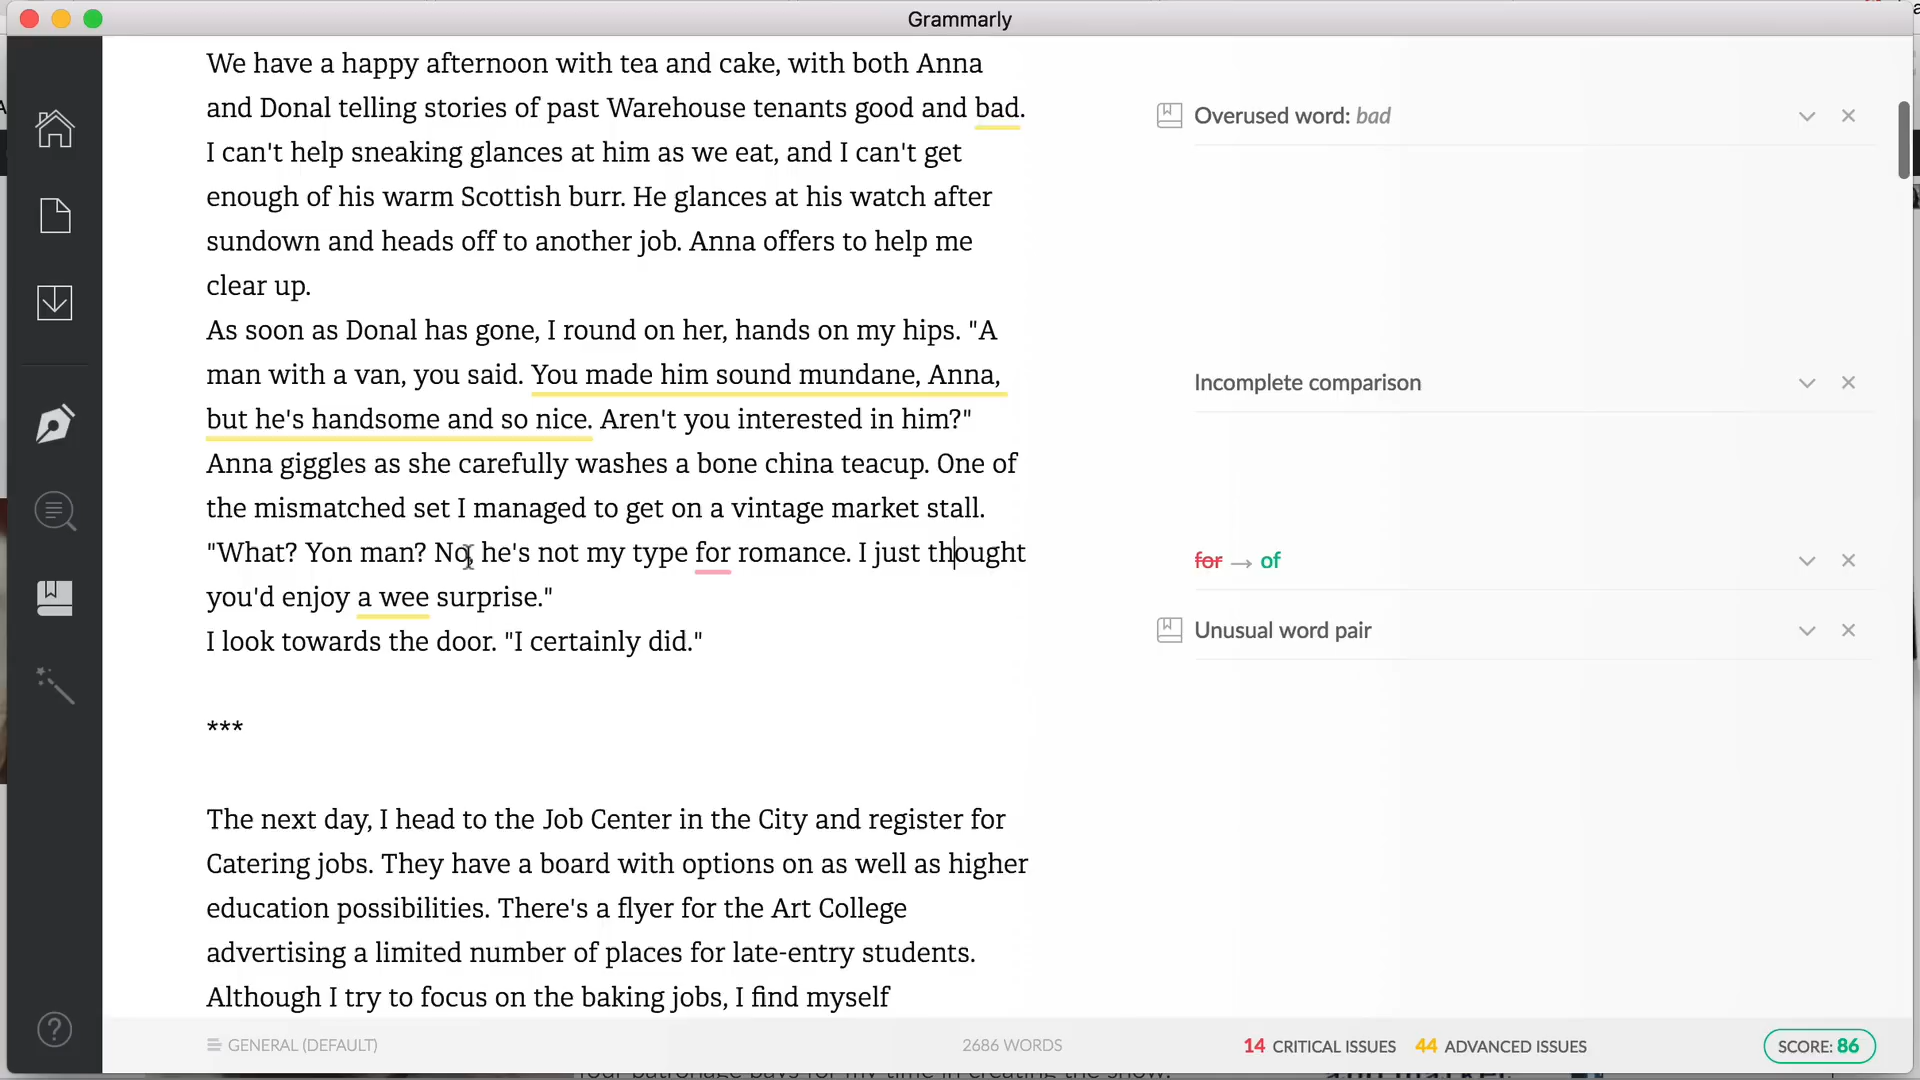 Grammarly
We have a happy afternoon with tea and cake, with both Anna
and Donal telling stories of past Warehouse tenants good and bad.
I can't help sneaking glances at him as we eat, and I can't get
enough of his warm Scottish burr. He glances at his watch after
sundown and heads off to another job. Anna offers to help me
clear up.
As soon as Donal has gone, I round on her, hands on my hips. "A
man with a van, you said. You made him sound mundane, Anna,
but he's handsome and so nice. Aren't you interested in him?"
Anna giggles as she carefully washes a bone china teacup. One of
the mismatched set I managed to get on a vintage market stall.
"What? Yon man? No, he's not my type for romance. I just thought
you'd enjoy a wee surprise."
I look towards the door. "I certainly did."
***
The next day, I head to the Job Center in the City and register for
Catering jobs. They have a board with options on as well as higher
education possibilities. There's a flyer for the Art College
advertising a limited number of places for late-entry students.
Although I try to focus on the baking jobs, I find myself
Overused word: bad
Incomplete comparison
for → of
Unusual word pair
GENERAL (DEFAULT)
2686 WORDS
14 CRITICAL ISSUES
44 ADVANCED ISSUES
SCORE: 86